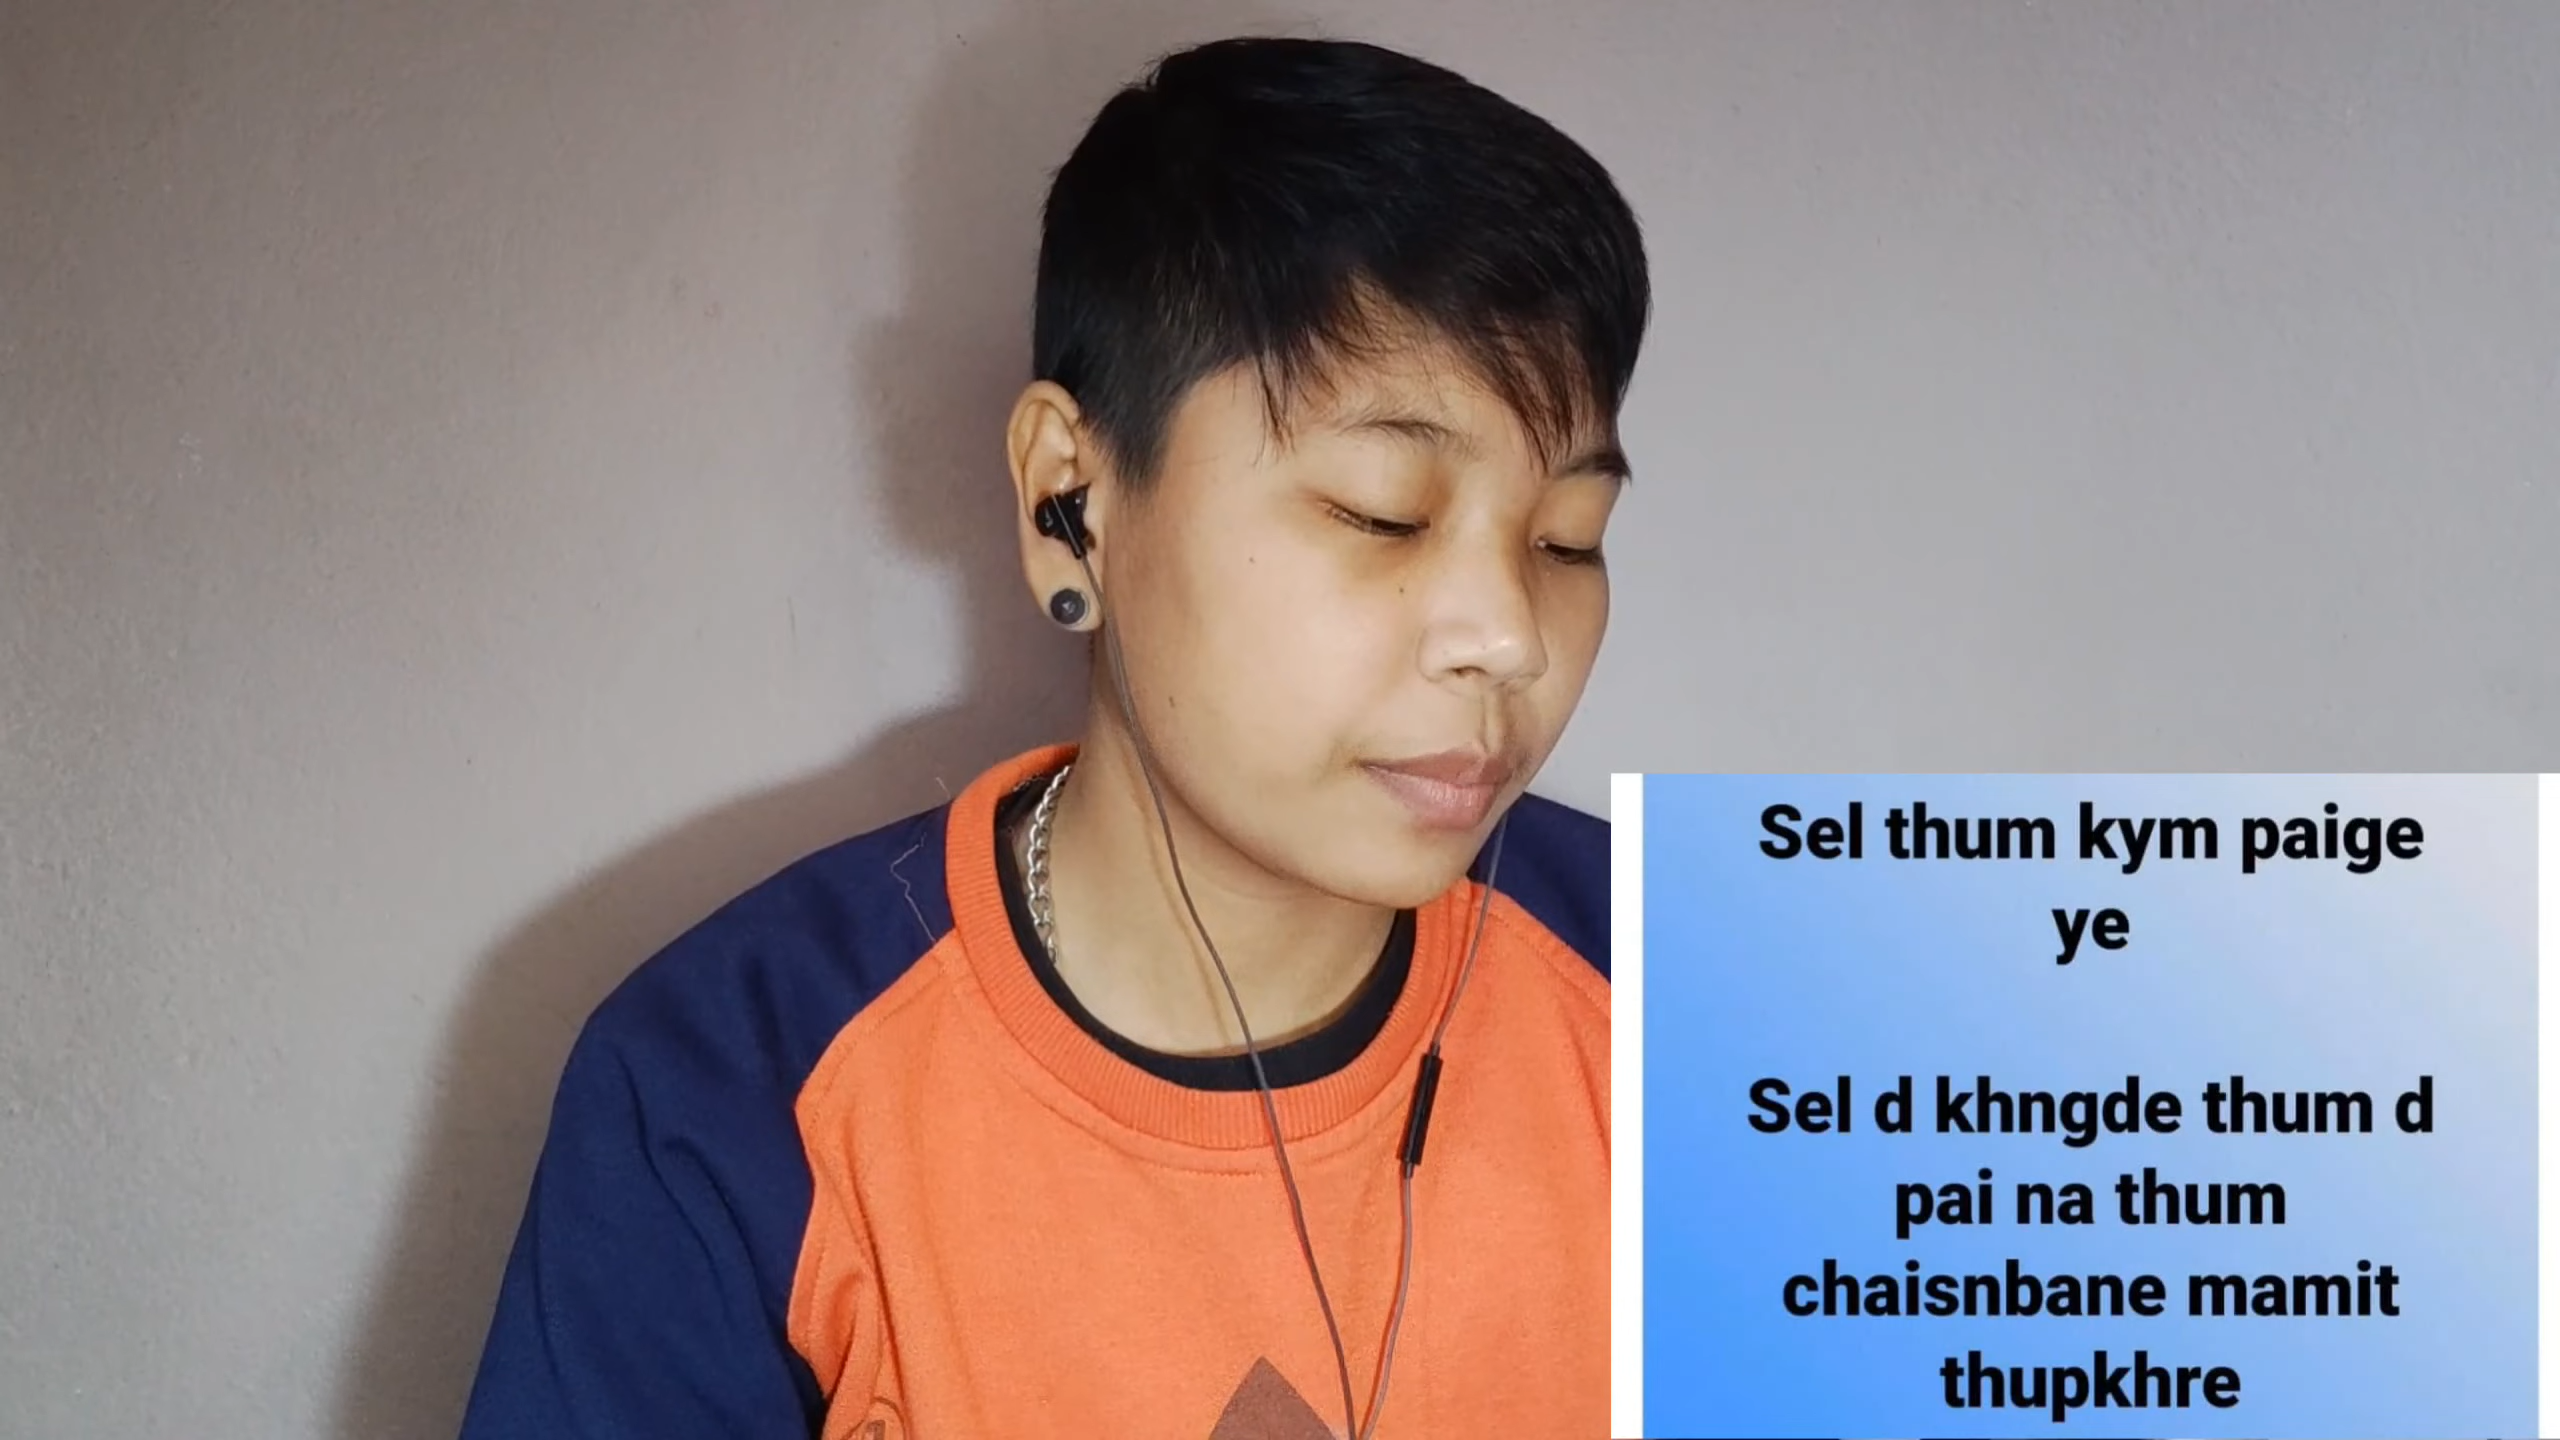 Sel thum kym paige
ye
Sel d khngde thum d
pai na thum
chaisnbane mamit
thupkhre